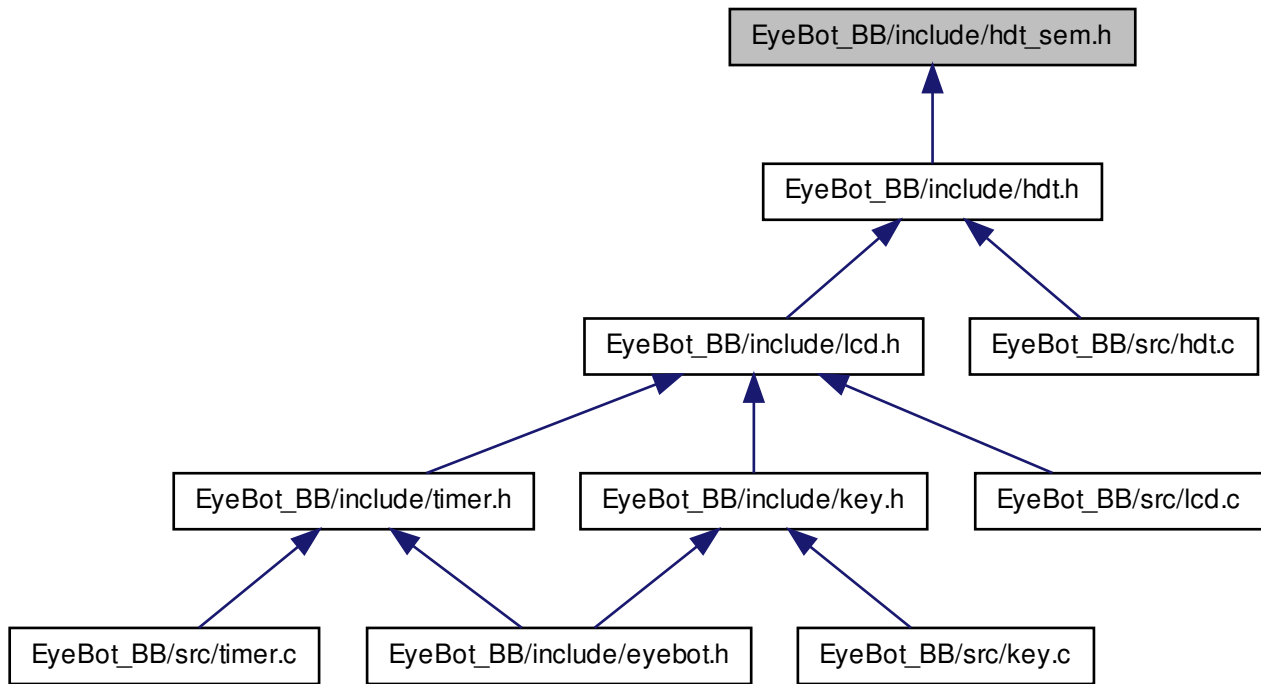 EyeBot_BB/include/hdt_sem.h
EyeBot_BB/include/hdt.h
EyeBot_BB/include/lcd.h
EyeBot_BB/src/hdt.c
EyeBot_BB/include/timer.h
EyeBot_BB/include/key.h
EyeBot_BB/src/lcd.c
EyeBot_BB/src/timer.c
EyeBot_BB/include/eyebot.h
EyeBot_BB/src/key.c